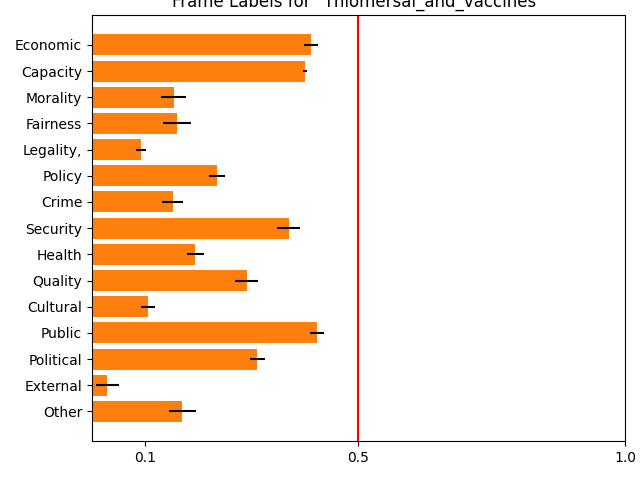 Frame Labels for "Thiomersal_and_vaccines"
Economic
Capacity
Morality
Fairness
Legality,
Policy
Crime
Security
Health
Quality
Cultural
Public
Political
External
Other
0.1
0.5
1.0